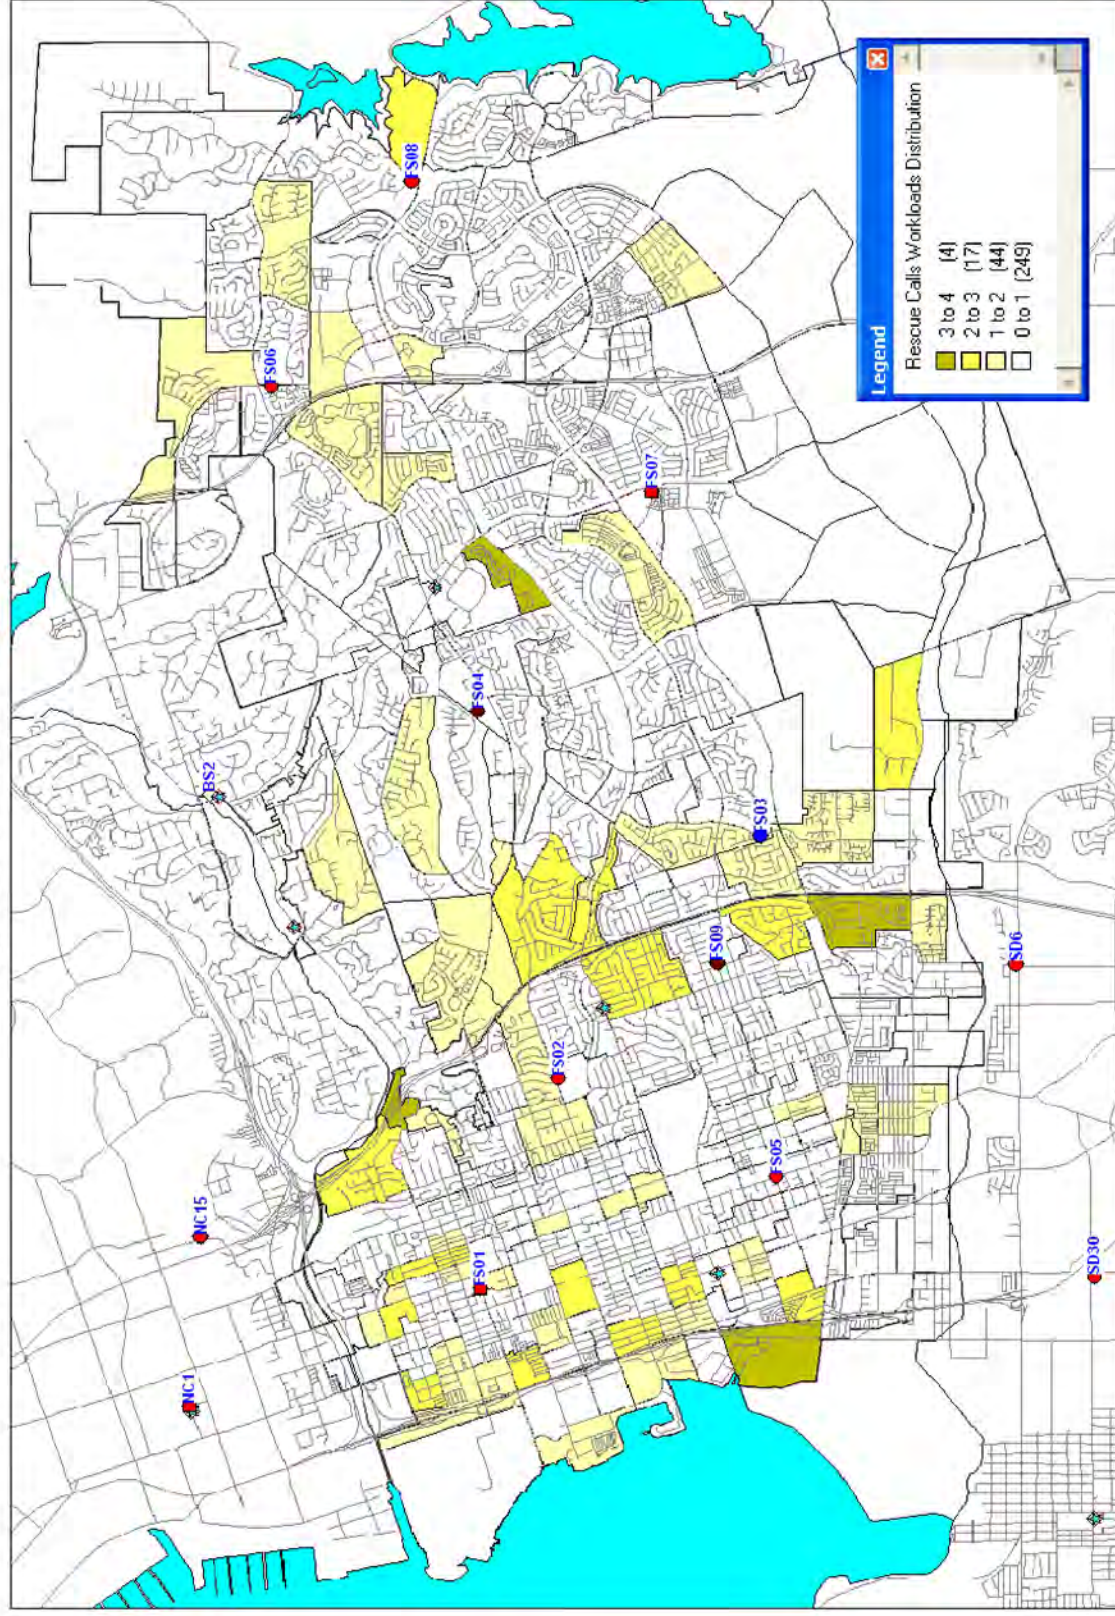 BS2
FS06
FS08
NC15
NC1
FS04
FS07
FS02
FS01
FS09
FS03
FS05
SD6
SD30
Legend
Rescue Calls Workloads Distribution
3 to 4 (4)
2 to 3 (17)
1 to 2 (44)
0 to 1 (249)